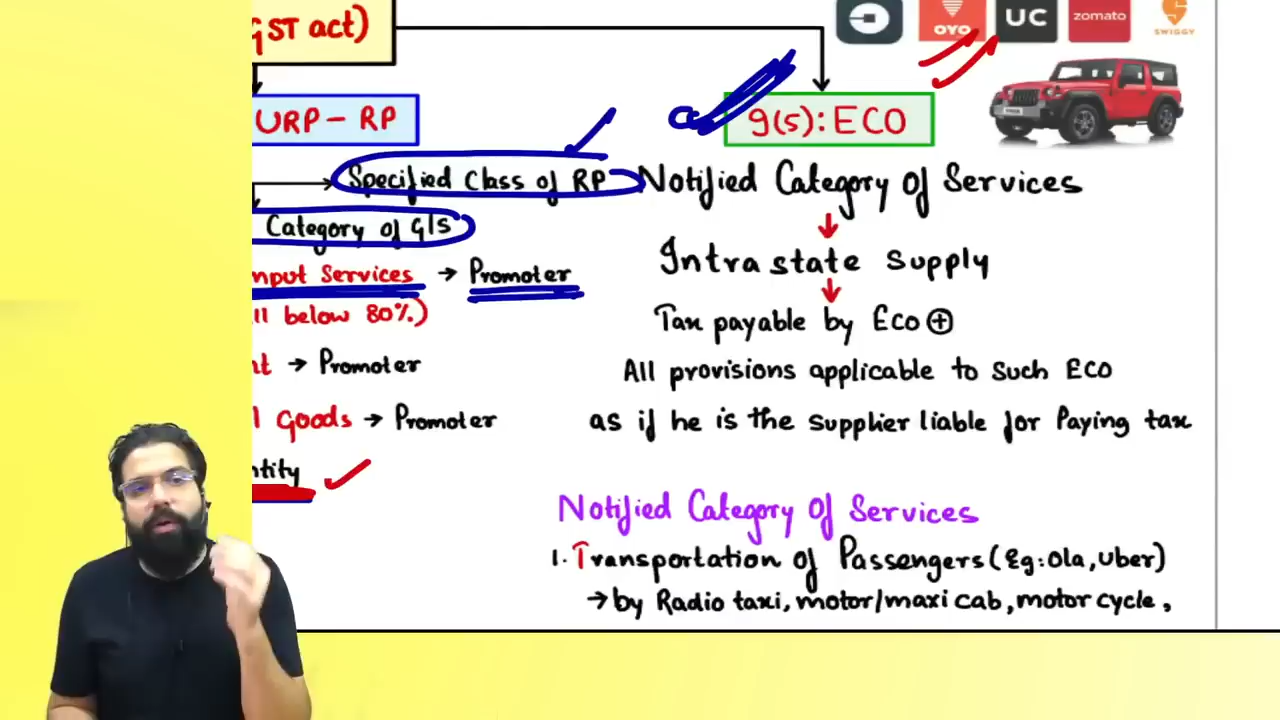 GST act)
UC
OYO
zomato
SWIGGY
URP - RP
9(5): ECO
Specified Class of RP
Category of G/S
Input Services → Promoter
below 80%)
→ Promoter
Goods → Promoter
Notified Category Of Services
Intra state supply
Tax payable by Eco ⊕
All provisions applicable to such ECO
as if he is the supplier liable for Paying tax
Notified Category Of Services
1. Transportation of Passengers (Eg: Ola, Uber)
→ by Radio taxi, motor/maxi cab, motor cycle,